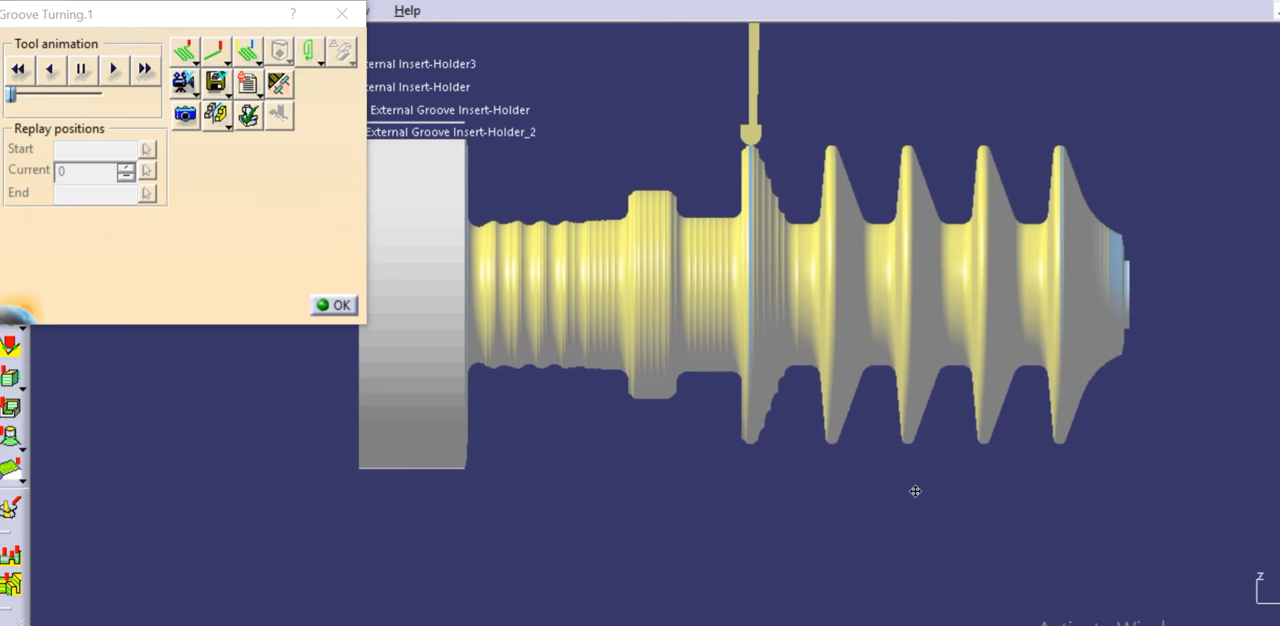 Groove Turning.1
?
Help
Tool animation
ternal Insert-Holder3
ternal Insert-Holder
External Groove Insert-Holder
External Groove Insert-Holder_2
Replay positions
Start
Current 0
End
OK
Z